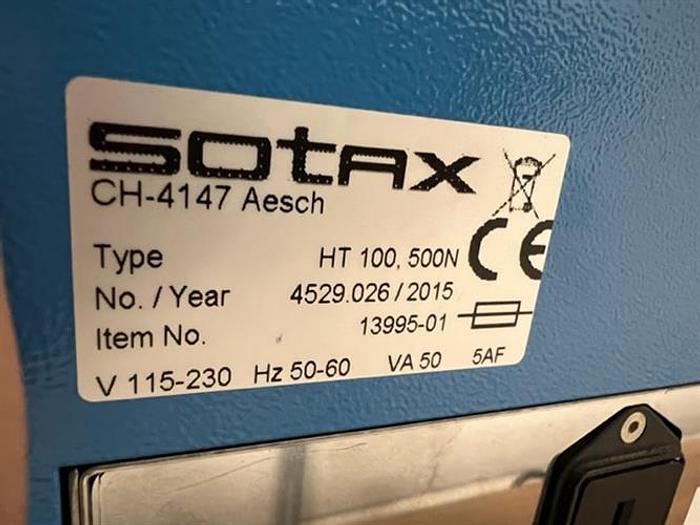 sotax
CH-4147 Aesch
Type HT 100, 500N
No. / Year 4529.026 / 2015
Item No. 13995-01
V 115-230 Hz 50-60 VA 50 5AF
CE